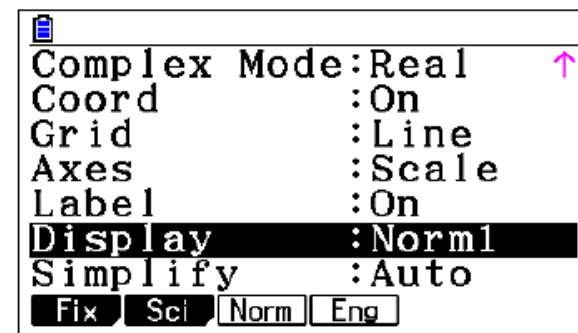 Complex Mode:Real ↑
Coord :On
Grid :Line
Axes :Scale
Label :On
Display :Norm1
Simplify :Auto
Fix Sci Norm Eng